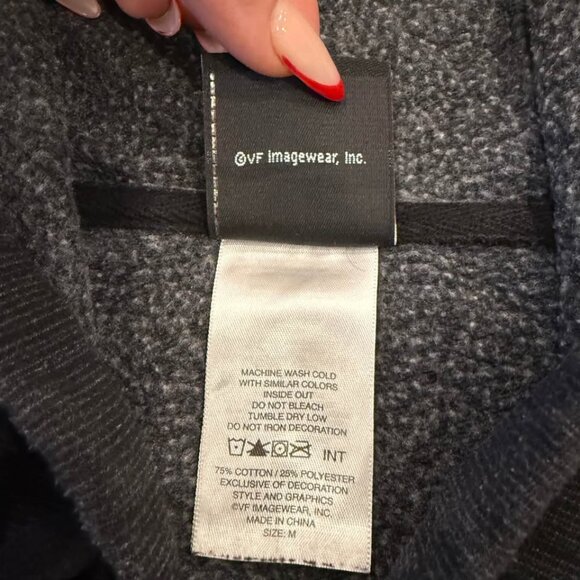 ©VF Imagewear, Inc.
MACHINE WASH COLD
WITH SIMILAR COLORS
INSIDE OUT
DO NOT BLEACH
TUMBLE DRY LOW
DO NOT IRON DECORATION
INT
75% COTTON / 25% POLYESTER
EXCLUSIVE OF DECORATION
STYLE AND GRAPHICS
©VF IMAGEWEAR, INC.
MADE IN CHINA
SIZE: M